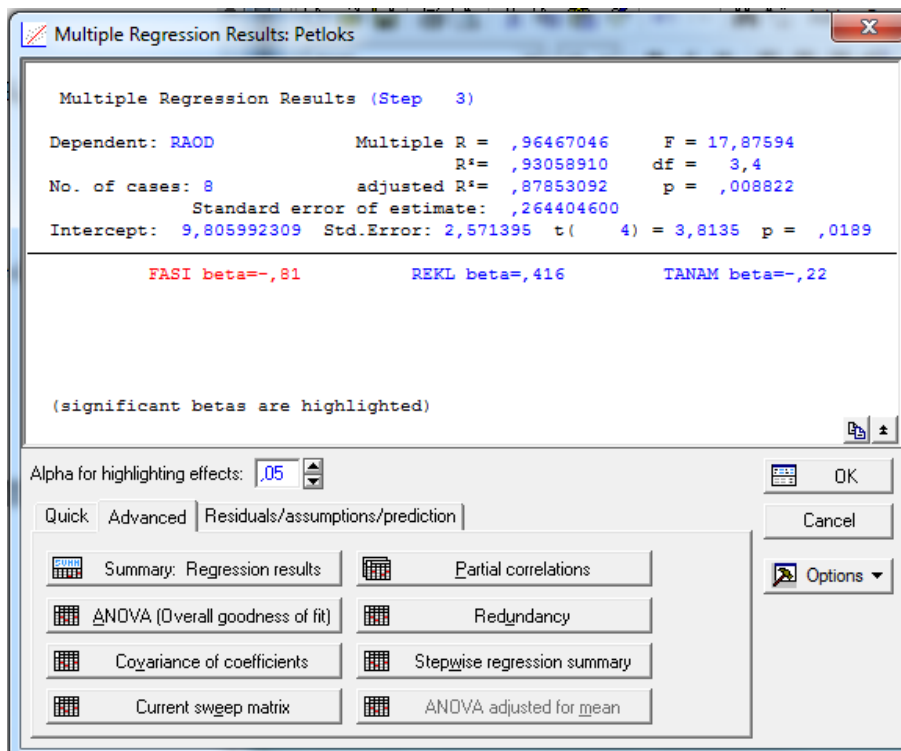 Multiple Regression Results: Petloks
Multiple Regression Results (Step 3)
Dependent: RAOD Multiple R = ,96467046 F = 17,87594
R²= ,93058910 df = 3,4
No. of cases: 8 adjusted R²= ,87853092 p = ,008822
Standard error of estimate: ,264404600
Intercept: 9,805992309 Std.Error: 2,571395 t( 4) = 3,8135 p = ,0189
FASI beta=-,81 REKL beta=,416 TANAM beta=-,22
(significant betas are highlighted)
Alpha for highlighting effects: ,05
OK
Quick Advanced Residuals/assumptions/prediction
Cancel
Summary: Regression results Partial correlations
Options
ANOVA (Overall goodness of fit) Redundancy
Covariance of coefficients Stepwise regression summary
Current sweep matrix ANOVA adjusted for mean